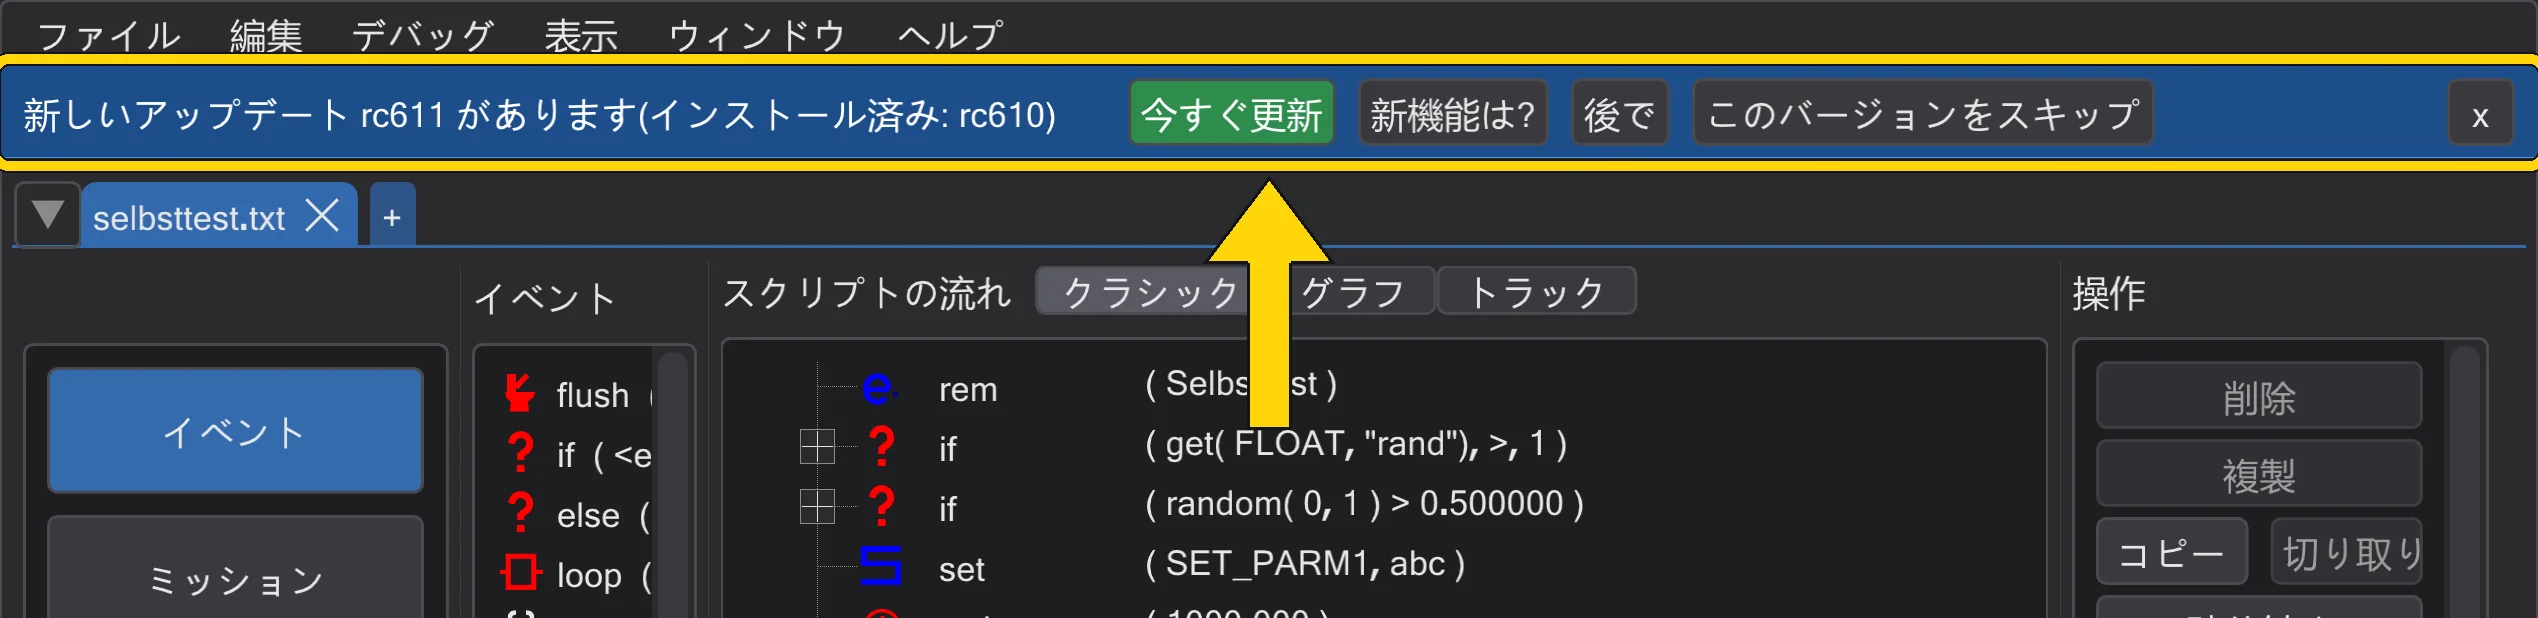 ファイル 編集 デバッグ 表示 ウィンドウ ヘルプ
新しいアップデート rc611 があります(インストール済み: rc610) 今すぐ更新 新機能は? 後で このバージョンをスキップ x
selbsttest.txt +
イベント スクリプトの流れ クラシック グラフ トラック 操作
イベント
ミッション
flush (
if ( <e
else (
loop (
rem
if ( get( FLOAT, "rand"), >, 1 )
if ( random( 0, 1 ) > 0.500000 )
set ( SET_PARM1, abc )
削除
複製
コピー 切り取り